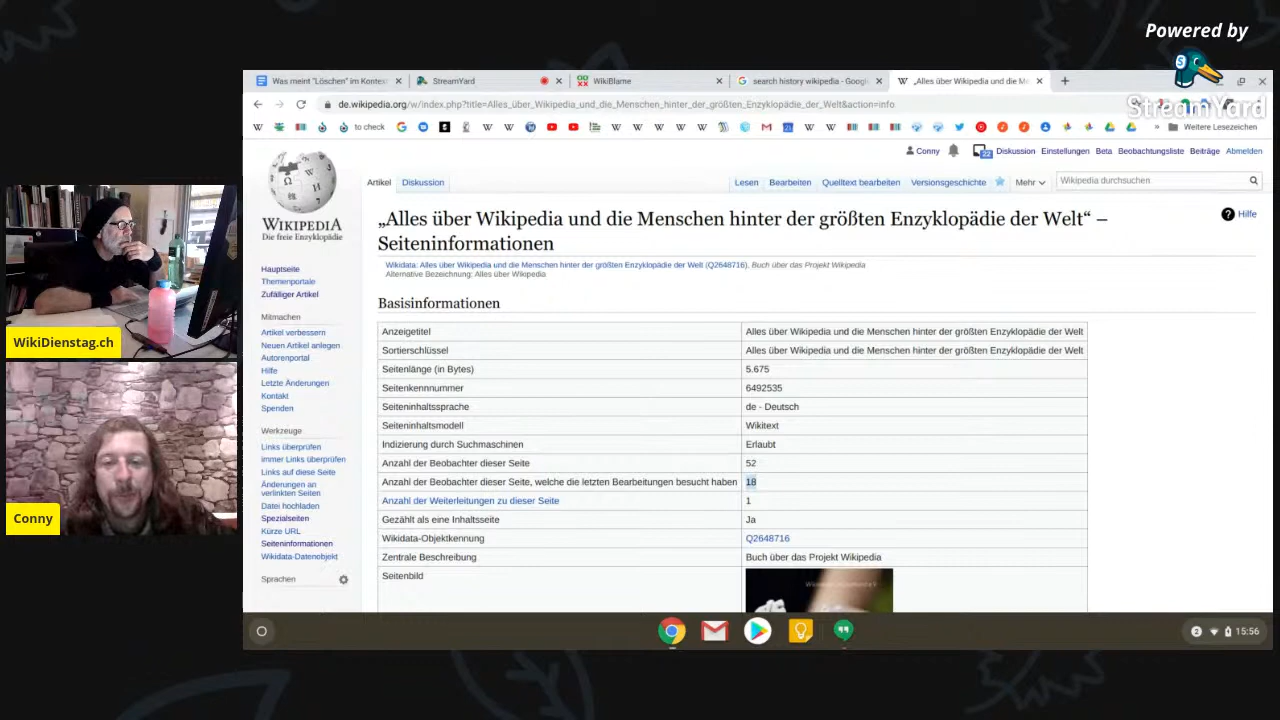 Powered by
StreamYard
Was meint "Löschen" im Kontex
StreamYard
WikiBlame
search history wikipedia - Googl
„Alles über Wikipedia und die Me
de.wikipedia.org/w/index.php?title=Alles_über_Wikipedia_und_die_Menschen_hinter_der_größten_Enzyklopädie_der_Welt&action=info
to check
Weitere Lesezeichen
Conny
22
Diskussion
Einstellungen
Beta
Beobachtungsliste
Beiträge
Abmelden
Artikel
Diskussion
Lesen
Bearbeiten
Quelltext bearbeiten
Versionsgeschichte
Mehr
Wikipedia durchsuchen
WIKIPEDIA
Die freie Enzyklopädie
„Alles über Wikipedia und die Menschen hinter der größten Enzyklopädie der Welt“ –
Seiteninformationen
Hilfe
Wikidata: Alles über Wikipedia und die Menschen hinter der größten Enzyklopädie der Welt (Q2648716), Buch über das Projekt Wikipedia
Alternative Bezeichnung: Alles über Wikipedia
Hauptseite
Themenportale
Zufälliger Artikel
Mitmachen
Artikel verbessern
Neuen Artikel anlegen
Autorenportal
Hilfe
Letzte Änderungen
Kontakt
Spenden
Werkzeuge
Links überprüfen
immer Links überprüfen
Links auf diese Seite
Änderungen an
verlinkten Seiten
Datei hochladen
Spezialseiten
Kürze URL
Seiteninformationen
Wikidata-Datenobjekt
Sprachen
Basisinformationen
Anzeigetitel Alles über Wikipedia und die Menschen hinter der größten Enzyklopädie der Welt
Sortierschlüssel Alles über Wikipedia und die Menschen hinter der größten Enzyklopädie der Welt
Seitenlänge (in Bytes) 5.675
Seitenkennnummer 6492535
Seiteninhaltssprache de - Deutsch
Seiteninhaltsmodell Wikitext
Indizierung durch Suchmaschinen Erlaubt
Anzahl der Beobachter dieser Seite 52
Anzahl der Beobachter dieser Seite, welche die letzten Bearbeitungen besucht haben 18
Anzahl der Weiterleitungen zu dieser Seite 1
Gezählt als eine Inhaltsseite Ja
Wikidata-Objektkennung Q2648716
Zentrale Beschreibung Buch über das Projekt Wikipedia
Seitenbild
WikiDienstag.ch
Conny
2
15:56